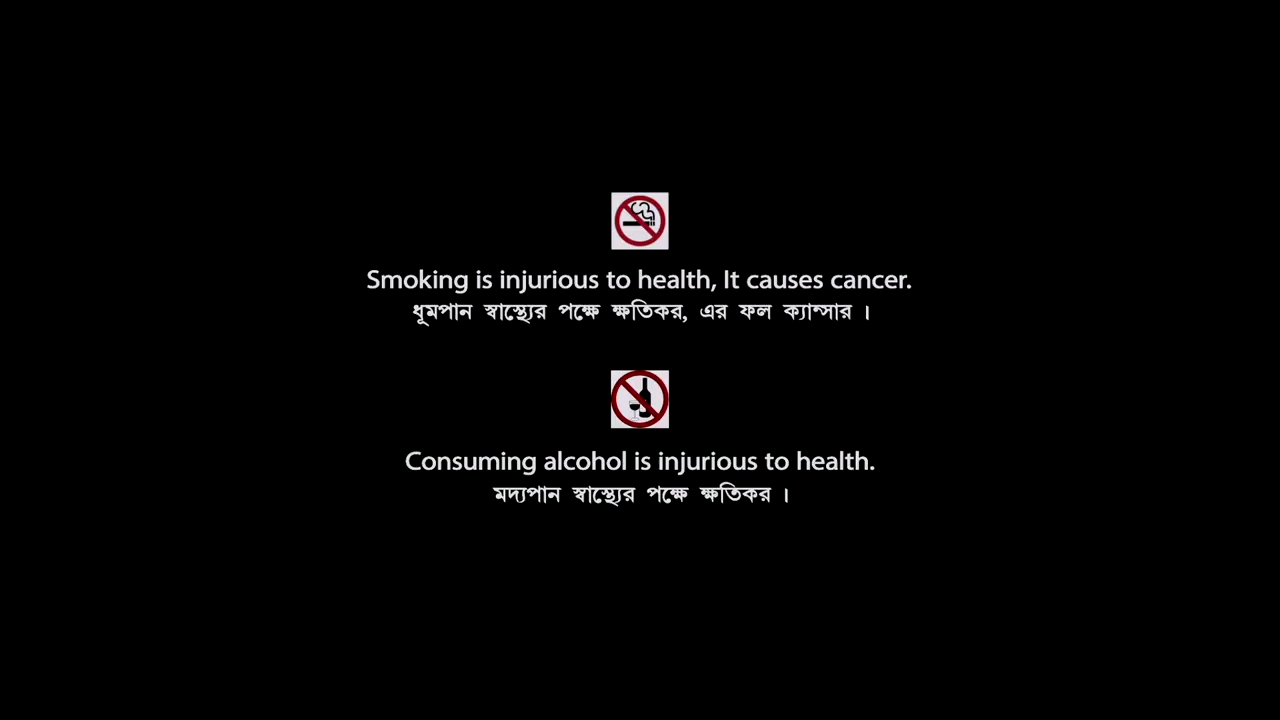 Smoking is injurious to health, It causes cancer.
ধূমপান স্বাস্থ্যের পক্ষে ক্ষতিকর, এর ফল ক্যান্সার ।
Consuming alcohol is injurious to health.
মদ্যপান স্বাস্থ্যের পক্ষে ক্ষতিকর ।